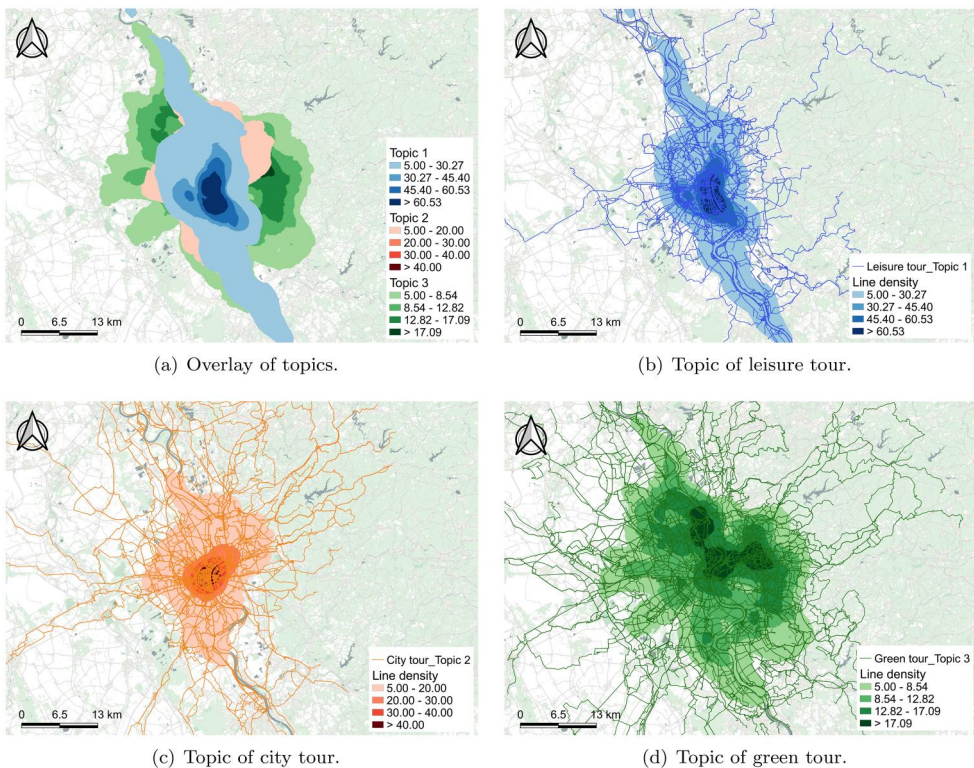 Topic 1
5.00 - 30.27
30.27 - 45.40
45.40 - 60.53
> 60.53
Topic 2
5.00 - 20.00
20.00 - 30.00
30.00 - 40.00
> 40.00
Topic 3
5.00 - 8.54
8.54 - 12.82
12.82 - 17.09
> 17.09
0 6.5 13 km
(a) Overlay of topics.
Leisure tour_Topic 1
Line density
5.00 - 30.27
30.27 - 45.40
45.40 - 60.53
> 60.53
0 6.5 13 km
(b) Topic of leisure tour.
City tour_Topic 2
Line density
5.00 - 20.00
20.00 - 30.00
30.00 - 40.00
> 40.00
0 6.5 13 km
(c) Topic of city tour.
Green tour_Topic 3
Line density
5.00 - 8.54
8.54 - 12.82
12.82 - 17.09
> 17.09
0 6.5 13 km
(d) Topic of green tour.